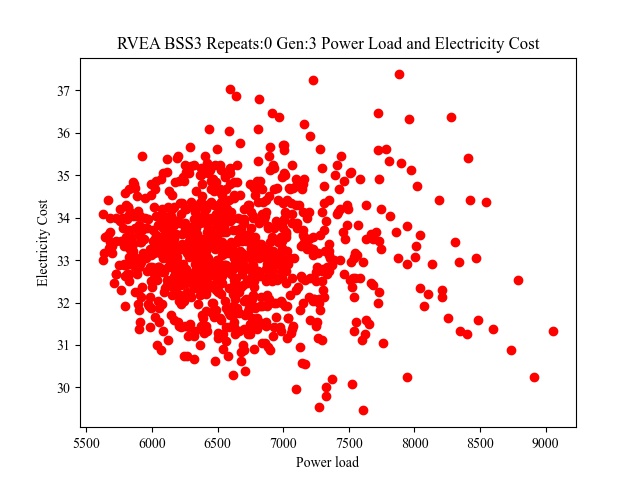 RVEA BSS3 Repeats:0 Gen:3 Power Load and Electricity Cost
37
36
35
34
33
32
31
30
Electricity Cost
5500 6000 6500 7000 7500 8000 8500 9000
Power load